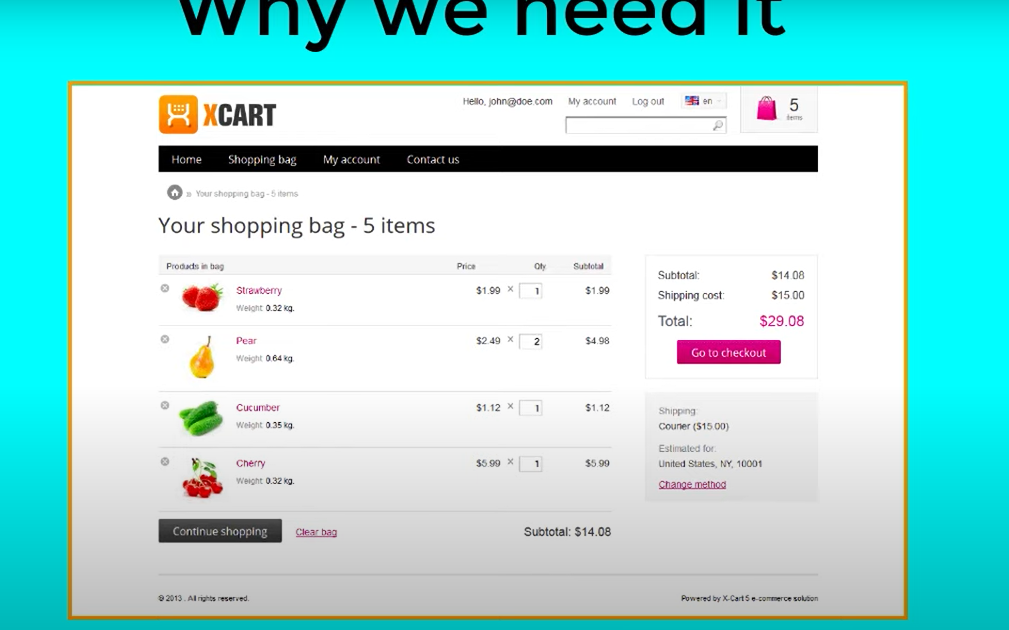 Why we need it
XCART
Hello, john@doe.com My account Log out en
5
items
Home Shopping bag My account Contact us
» Your shopping bag - 5 items
Your shopping bag - 5 items
Products in bag Price Qty Subtotal
Strawberry $1.99 × 1 $1.99
Weight: 0.32 kg.
Pear $2.49 × 2 $4.98
Weight: 0.64 kg.
Cucumber $1.12 × 1 $1.12
Weight: 0.35 kg.
Cherry $5.99 × 1 $5.99
Weight: 0.32 kg.
Continue shopping Clear bag Subtotal: $14.08
Subtotal: $14.08
Shipping cost: $15.00
Total: $29.08
Go to checkout
Shipping:
Courier ($15.00)
Estimated for:
United States, NY, 10001
Change method
© 2013 . All rights reserved. Powered by X-Cart 5 e-commerce solution